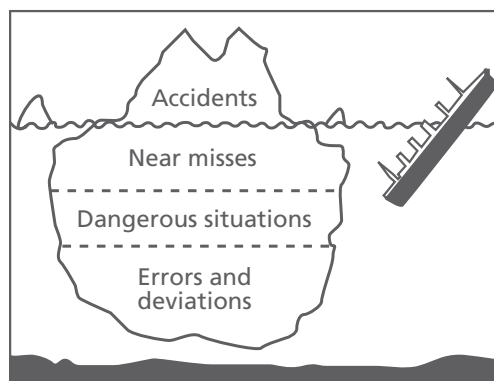 Accidents
Near misses
Dangerous situations
Errors and
deviations